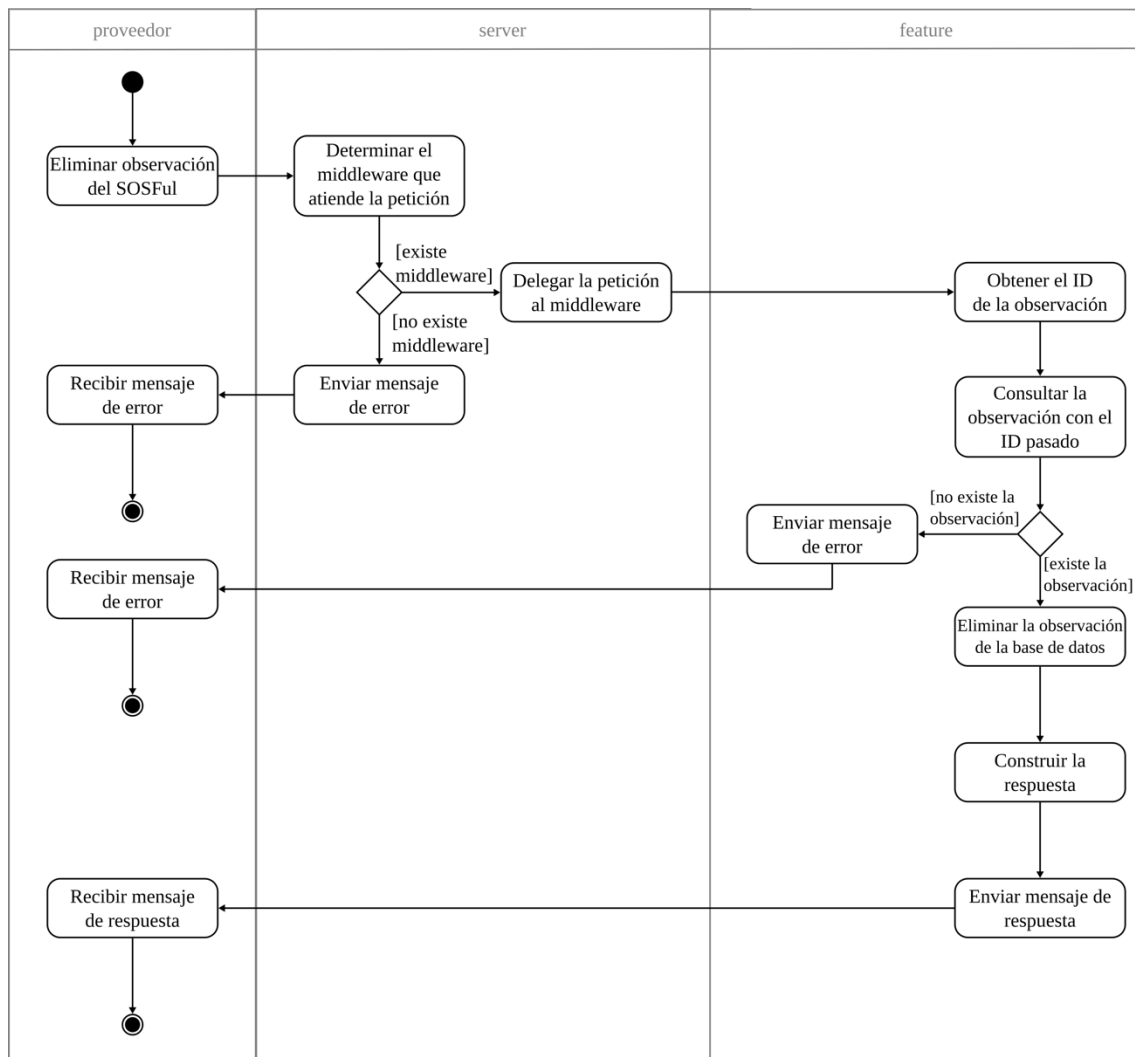 proveedor
server
feature
Eliminar observación
del SOSFul
Determinar el
middleware que
atiende la petición
[existe
middleware]
Delegar la petición
al middleware
Obtener el ID
de la observación
[no existe
middleware]
Recibir mensaje
de error
Enviar mensaje
de error
Consultar la
observación con el
ID pasado
[no existe la
observación]
Enviar mensaje
de error
[existe la
observación]
Recibir mensaje
de error
Eliminar la observación
de la base de datos
Construir la
respuesta
Recibir mensaje
de respuesta
Enviar mensaje de
respuesta